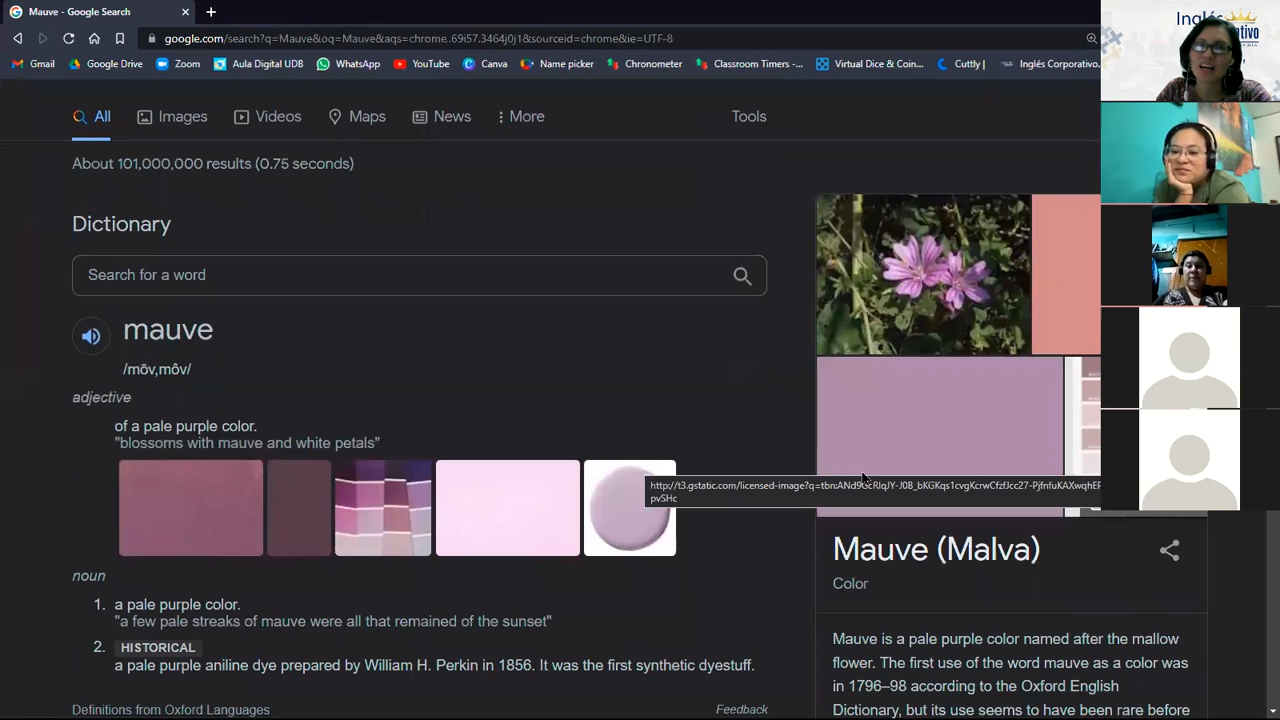 Mauve - Google Search
google.com/search?q=Mauve&oq=Mauve&aqs=chrome..69i57.3464j0j1&sourceid=chrome&ie=UTF-8
Gmail Google Drive Zoom Aula Digital UDB WhatsApp YouTube Canva Name picker Chronometer Classroom Timers -... Virtual Dice & Coin... Cuttly | Inglés Corporativo.
All Images Videos Maps News More Tools
About 101,000,000 results (0.75 seconds)
Dictionary
Search for a word
mauve
/mōv,môv/
adjective
of a pale purple color.
"blossoms with mauve and white petals"
noun
1. a pale purple color.
"a few pale streaks of mauve were all that remained of the sunset"
2. HISTORICAL
a pale purple aniline dye prepared by William H. Perkin in 1856. It was the first synthetic dyestuff.
Definitions from Oxford Languages
Feedback
pvSHc
Mauve (Malva)
Color
Mauve is a pale purple color named after the mallow
flower. The first use of the word mauve as a color was
in 1796–98 according to the Oxford English
Dictionary, but its use seems to have been rare before